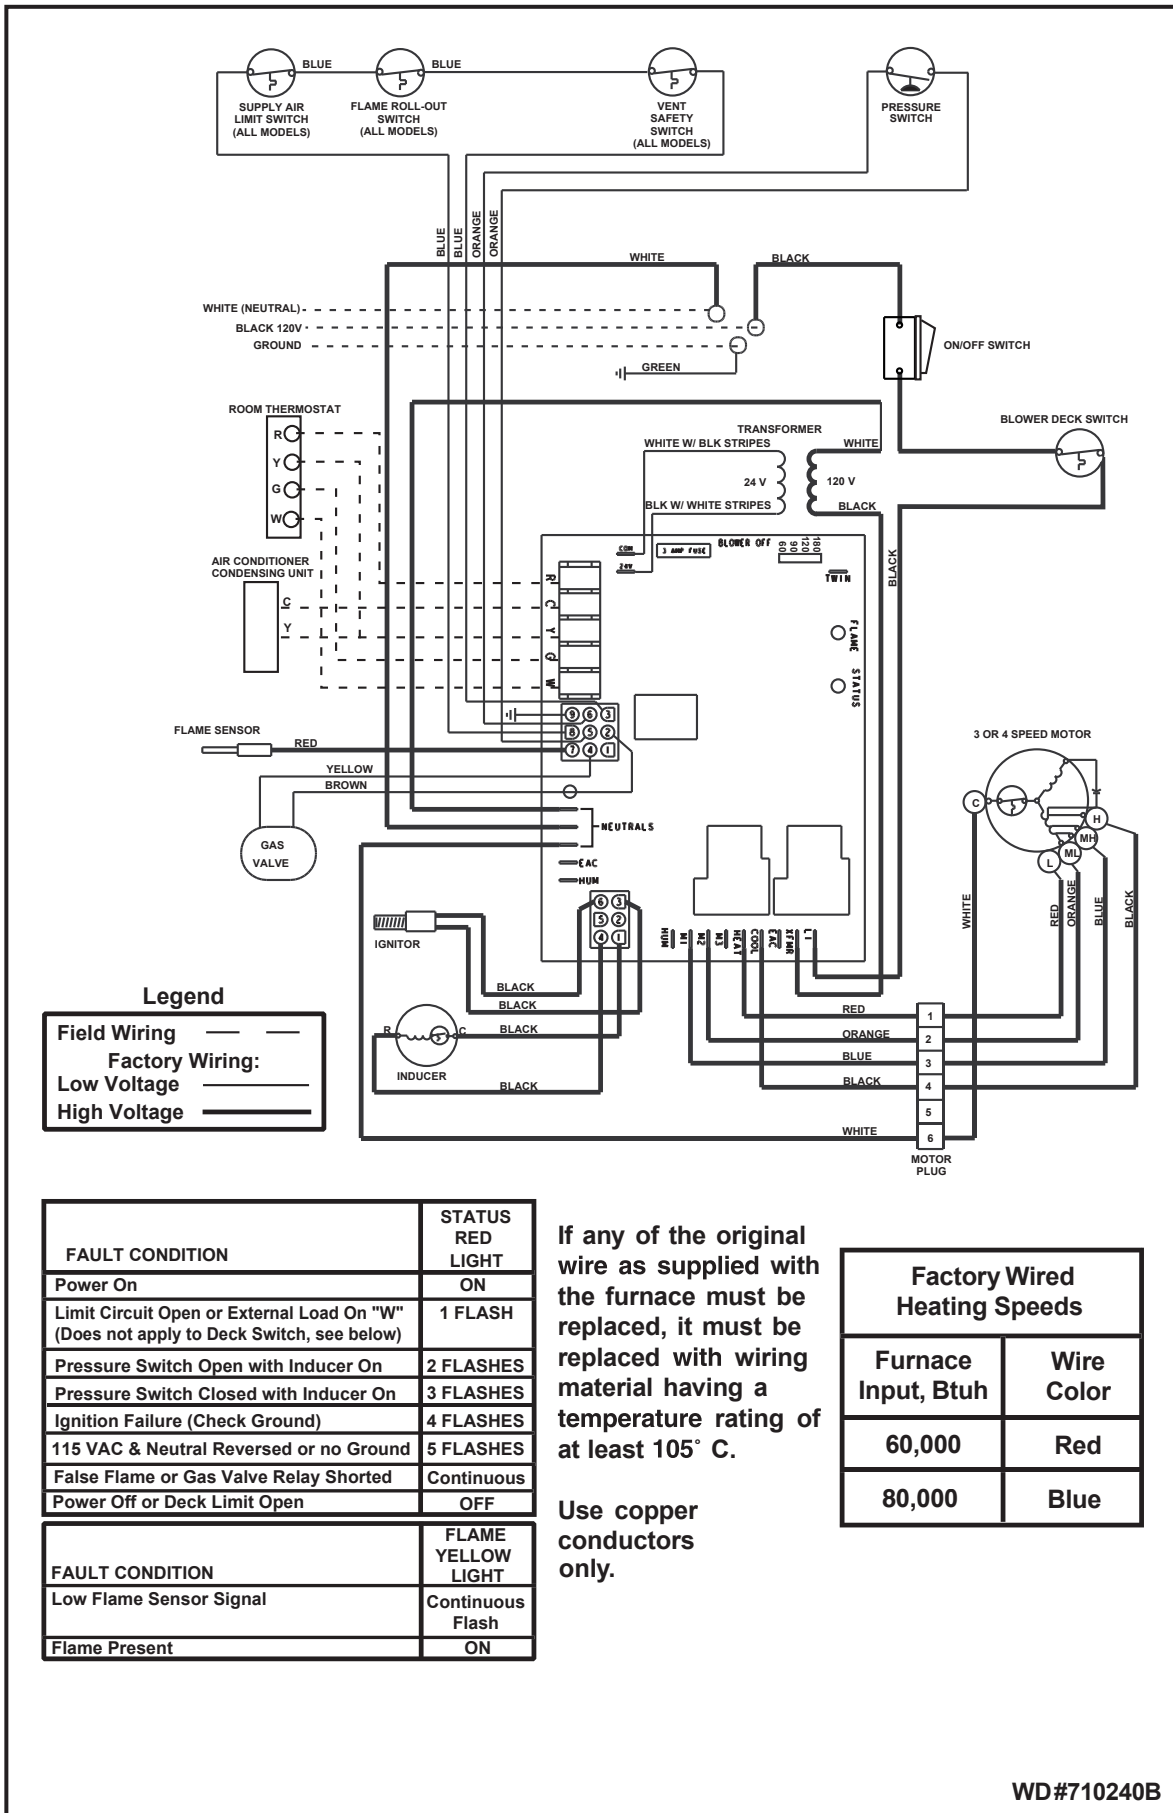 BLUE
BLUE
SUPPLY AIR
LIMIT SWITCH
(ALL MODELS)
FLAME ROLL-OUT
SWITCH
(ALL MODELS)
VENT
SAFETY
SWITCH
(ALL MODELS)
PRESSURE
SWITCH
BLUE
BLUE
ORANGE
ORANGE
WHITE
BLACK
WHITE (NEUTRAL)
BLACK 120V
GROUND
GREEN
ON/OFF SWITCH
ROOM THERMOSTAT
R
Y
G
W
TRANSFORMER
WHITE W/ BLK STRIPES
WHITE
24 V
120 V
BLK W/ WHITE STRIPES
BLACK
BLOWER DECK SWITCH
BLACK
AIR CONDITIONER
CONDENSING UNIT
C
Y
COM
24V
3 AMP FUSE
BLOWER OFF
60
90
120
180
TWIN
R
C
Y
G
W
FLAME
STATUS
9 6 3
8 5 2
7 4 1
FLAME SENSOR
RED
YELLOW
BROWN
GAS
VALVE
NEUTRALS
EAC
HUM
3 OR 4 SPEED MOTOR
C
H
MH
ML
L
WHITE
RED
ORANGE
BLUE
BLACK
IGNITOR
6 3
5 2
4 1
HUM
M1
M2
M3
HEAT
COOL
EAC
XFMR
L1
BLACK
BLACK
BLACK
R
C
INDUCER
BLACK
RED
ORANGE
BLUE
BLACK
WHITE
1
2
3
4
5
6
MOTOR
PLUG
Legend
Field Wiring
Factory Wiring:
Low Voltage
High Voltage
FAULT CONDITION
STATUS
RED
LIGHT
Power On
ON
Limit Circuit Open or External Load On "W"
(Does not apply to Deck Switch, see below)
1 FLASH
Pressure Switch Open with Inducer On
2 FLASHES
Pressure Switch Closed with Inducer On
3 FLASHES
Ignition Failure (Check Ground)
4 FLASHES
115 VAC & Neutral Reversed or no Ground
5 FLASHES
False Flame or Gas Valve Relay Shorted
Continuous
Power Off or Deck Limit Open
OFF
FAULT CONDITION
FLAME
YELLOW
LIGHT
Low Flame Sensor Signal
Continuous
Flash
Flame Present
ON
If any of the original
wire as supplied with
the furnace must be
replaced, it must be
replaced with wiring
material having a
temperature rating of
at least 105° C.
Use copper
conductors
only.
Factory Wired
Heating Speeds
Furnace
Input, Btuh
Wire
Color
60,000
Red
80,000
Blue
WD#710240B